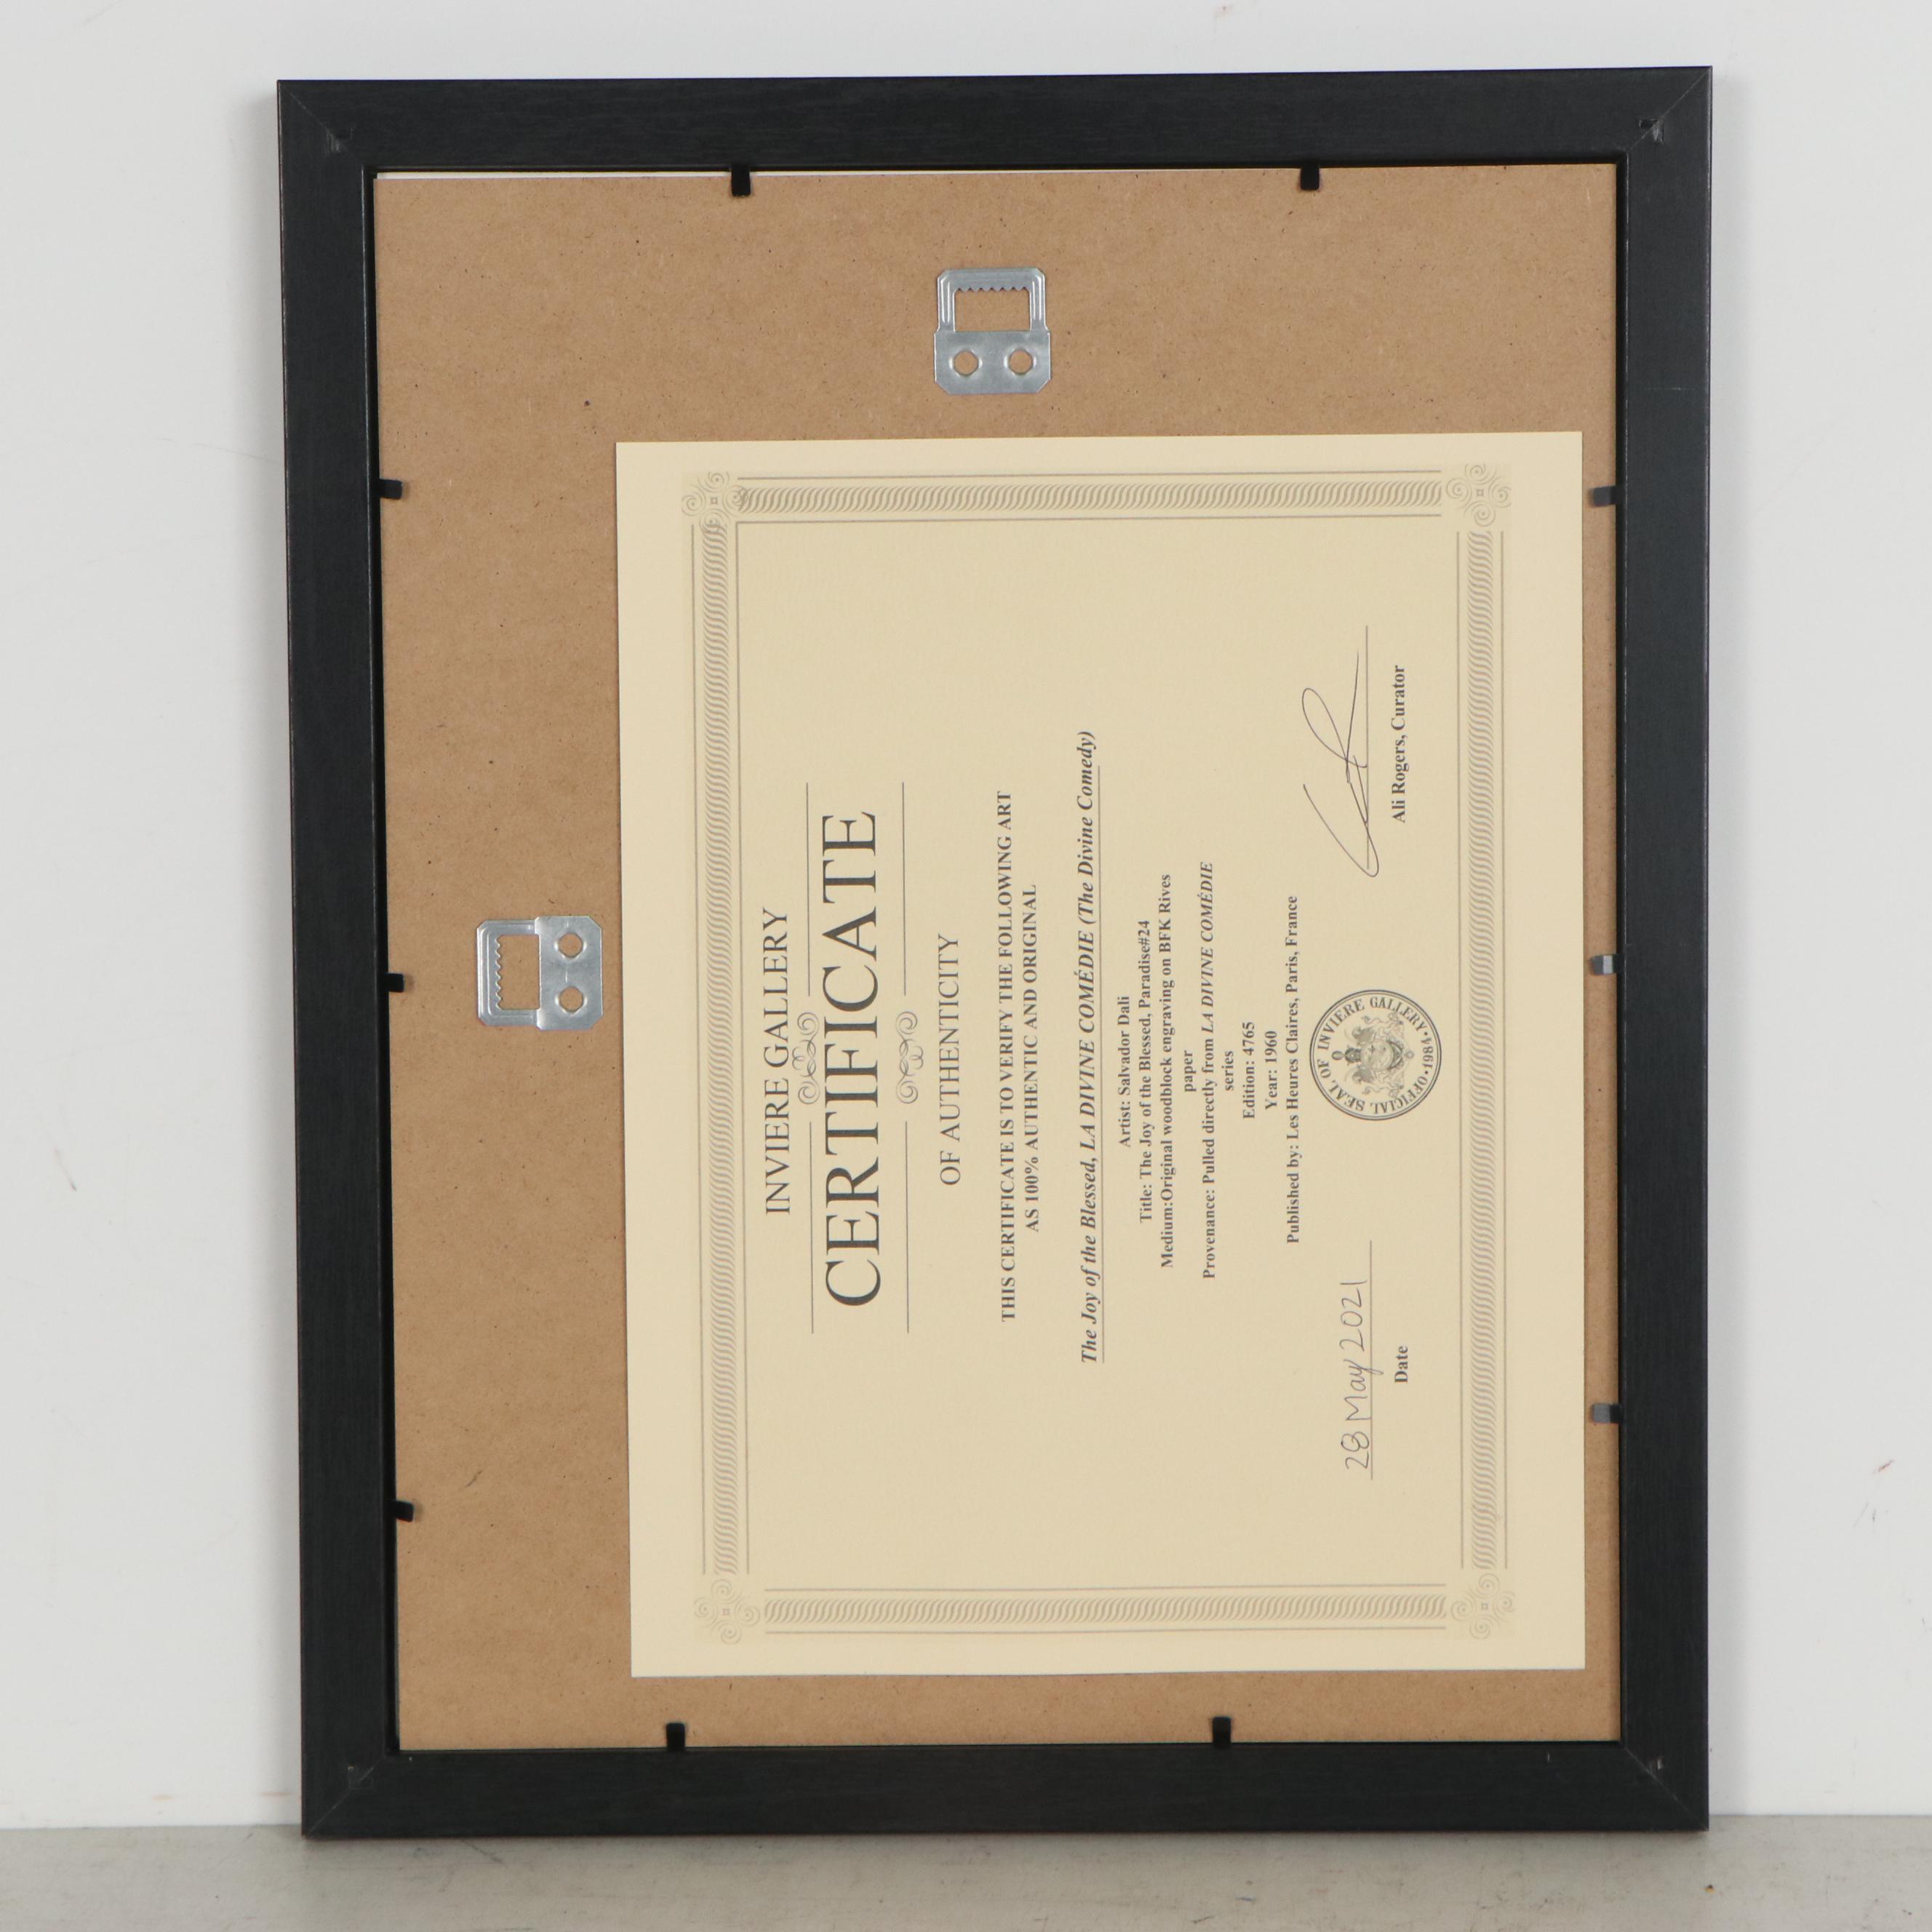 INVIERE GALLERY
CERTIFICATE
OF AUTHENTICITY
THIS CERTIFICATE IS TO VERIFY THE FOLLOWING ART
AS 100% AUTHENTIC AND ORIGINAL
The Joy of the Blessed, LA DIVINE COMÉDIE (The Divine Comedy)
Artist: Salvador Dali
Title: The Joy of the Blessed, Paradise#24
Medium:Original woodblock engraving on BFK Rives
paper
Provenance: Pulled directly from LA DIVINE COMÉDIE
series
Edition: 4765
Year: 1960
Published by: Les Heures Claires, Paris, France
28 May 2021
Date
OFFICIAL SEAL OF INVIERE GALLERY • 1984 •
Ali Rogers, Curator